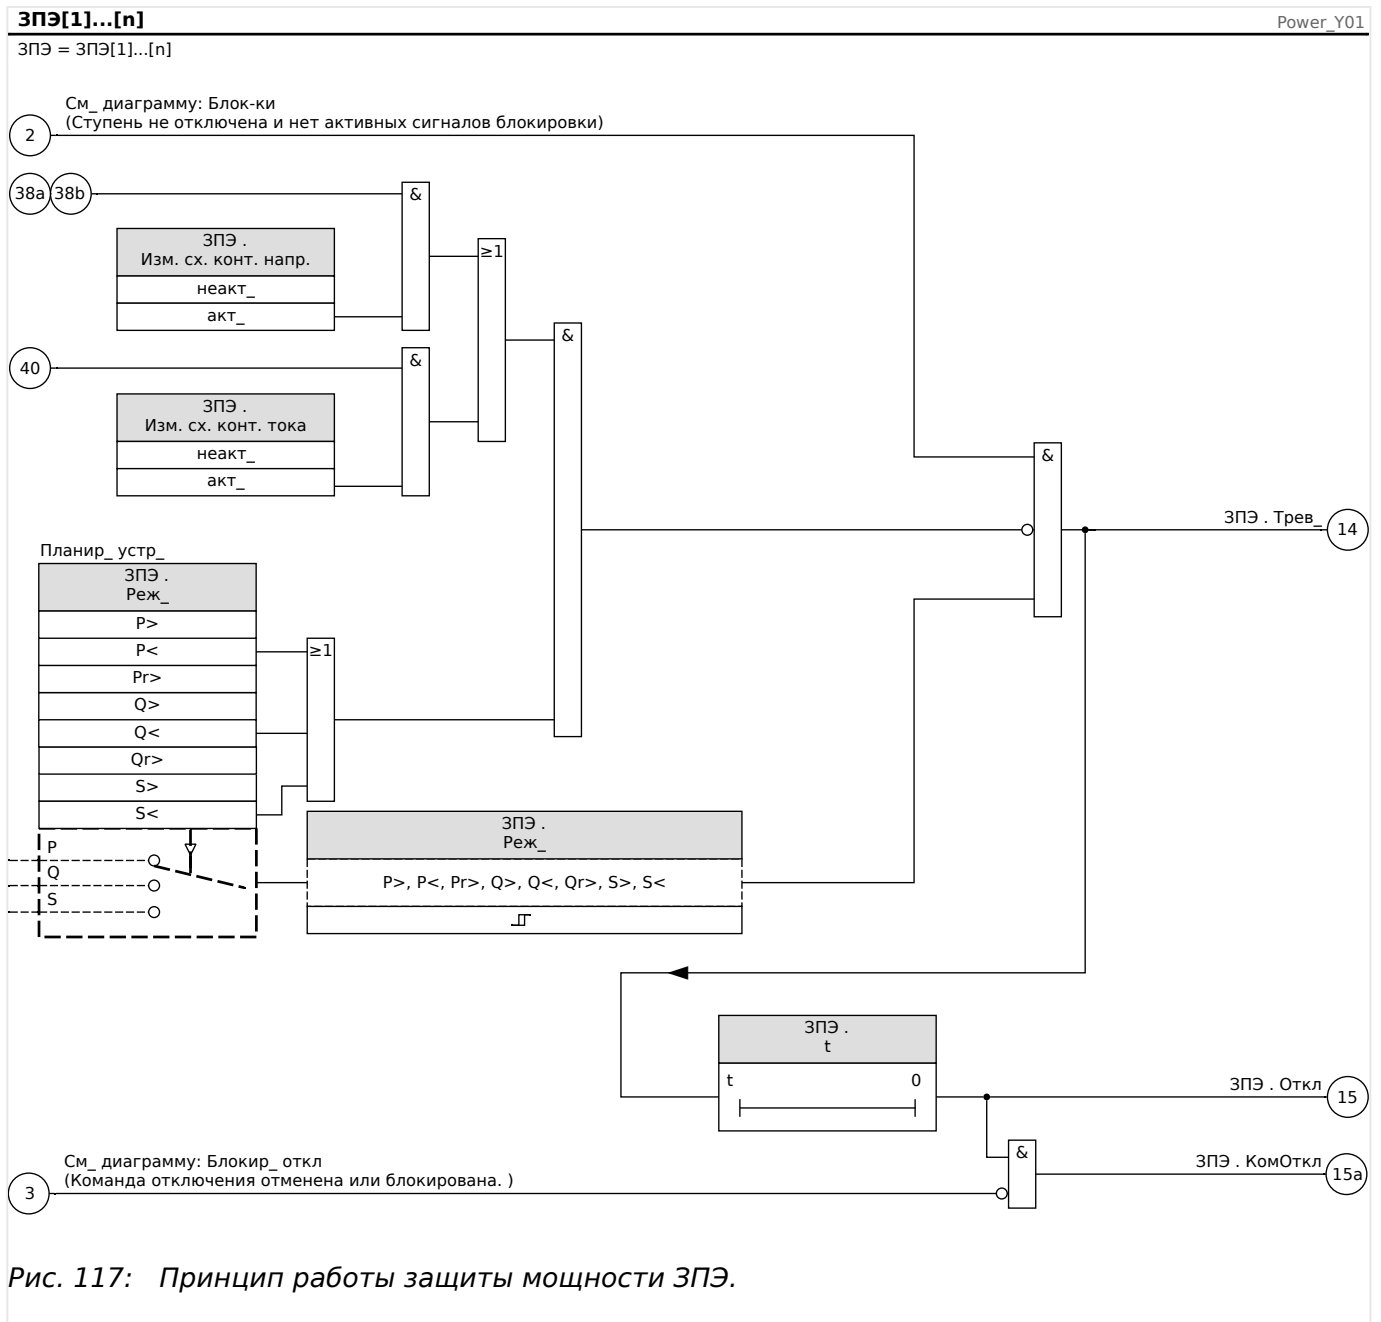 ЗПЭ[1]...[n]
Power_Y01
ЗПЭ = ЗПЭ[1]...[n]
См_ диаграмму: Блок-ки
(Ступень не отключена и нет активных сигналов блокировки)
2
38a 38b
&
ЗПЭ .
Изм. сх. конт. напр.
неакт_
акт_
≥1
&
40
&
ЗПЭ .
Изм. сх. конт. тока
неакт_
акт_
&
ЗПЭ . Трев_
14
Планир_ устр_
ЗПЭ .
Реж_
P>
P<
Pr>
Q>
Q<
Qr>
S>
S<
≥1
P
Q
S
ЗПЭ .
Реж_
P>, P<, Pr>, Q>, Q<, Qr>, S>, S<
ЗПЭ .
t
t 0
ЗПЭ . Откл
15
См_ диаграмму: Блокир_ откл
(Команда отключения отменена или блокирована. )
3
&
ЗПЭ . КомОткл
15a
Рис. 117: Принцип работы защиты мощности ЗПЭ.